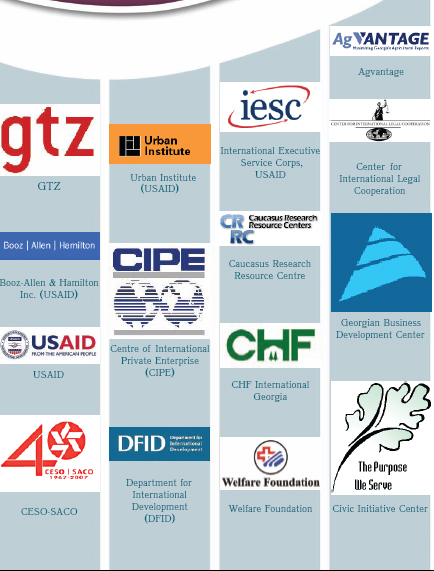 gtz
GTZ
Booz | Allen | Hamilton
Booz-Allen & Hamilton
Inc. (USAID)
USAID
FROM THE AMERICAN PEOPLE
USAID
40
CESO | SACO
1967-2007
CESO-SACO
Urban
Institute
Urban Institute
(USAID)
CIPE
Centre of International
Private Enterprise
(CIPE)
DFID
Department for
International
Development
Department for
International
Development
(DFID)
iesc
International Executive
Service Corps,
USAID
CR
RC
Caucasus Research
Resource Centers
Caucasus Research
Resource Centre
CHF
CHF International
Georgia
Welfare Foundation
Welfare Foundation
AgVANTAGE
Maximizing Georgia's Agricultural Exports
Agvantage
CENTER FOR INTERNATIONAL LEGAL COOPERATION
Center for
International Legal
Cooperation
Georgian Business
Development Center
The Purpose
We Serve
Civic Initiative Center